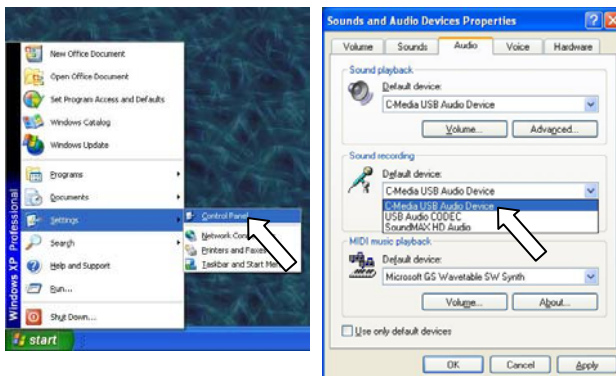 New Office Document
Open Office Document
Set Program Access and Defaults
Windows Catalog
Windows Update
Programs
Documents
Settings
Search
Help and Support
Run...
Shut Down...
Windows XP Professional
Control Panel
Network Con
Printers and Faxes
Taskbar and Start Men
start
Sounds and Audio Devices Properties
Volume Sounds Audio Voice Hardware
Sound playback
Default device:
C-Media USB Audio Device
Volume... Advanced...
Sound recording
Default device:
C-Media USB Audio Device
C-Media USB Audio Device
USB Audio CODEC
SoundMAX HD Audio
MIDI music playback
Default device:
Microsoft GS Wavetable SW Synth
Volume... About...
Use only default devices
OK Cancel Apply